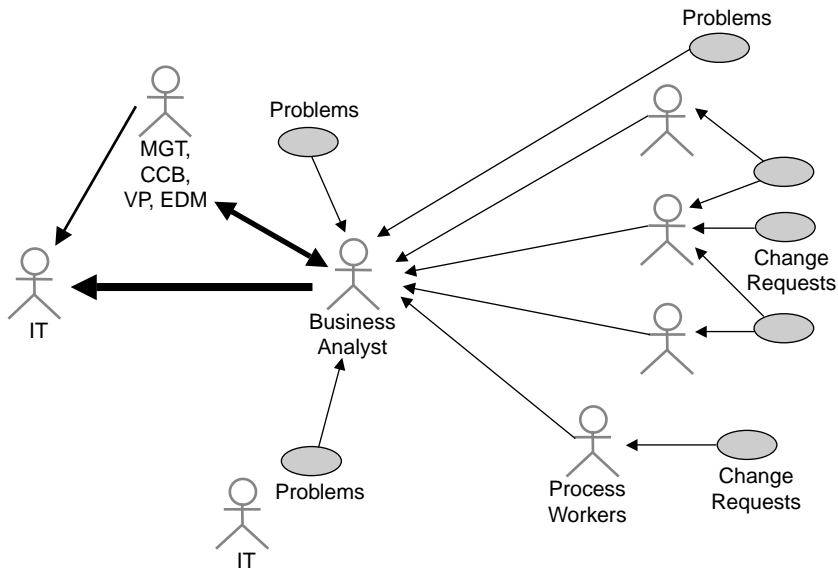 Problems
Problems
MGT,
CCB,
VP, EDM
Change
Requests
IT
Business
Analyst
Problems
Process
Workers
Change
Requests
IT